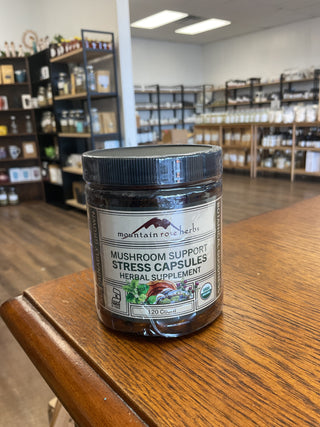 mountain rose herbs
MUSHROOM SUPPORT
STRESS CAPSULES
HERBAL SUPPLEMENT
120 Count